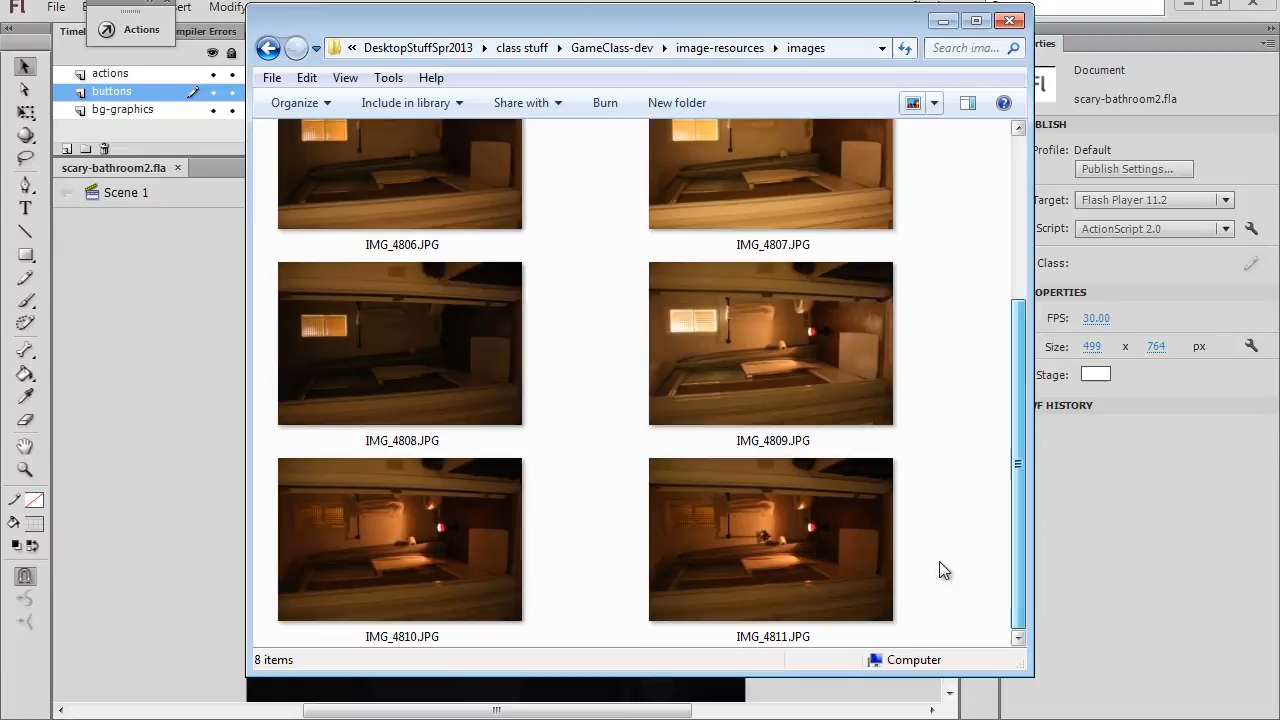 Fl File ert Modify
Actions
Timel mpiler Errors
actions
buttons
bg-graphics
scary-bathroom2.fla
Scene 1
« DesktopStuffSpr2013 class stuff GameClass-dev image-resources images
Search ima...
File Edit View Tools Help
Organize Include in library Share with Burn New folder
IMG_4806.JPG IMG_4807.JPG
IMG_4808.JPG IMG_4809.JPG
IMG_4810.JPG IMG_4811.JPG
8 items
Computer
erties
Fl Document
scary-bathroom2.fla
BLISH
Profile: Default
Publish Settings...
Target: Flash Player 11.2
Script: ActionScript 2.0
Class:
OPERTIES
FPS: 30.00
Size: 499 x 764 px
Stage:
WF HISTORY